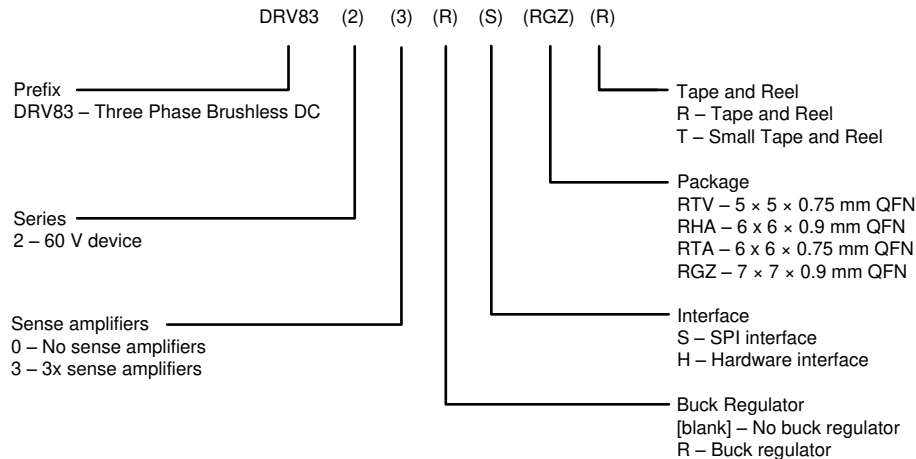 DRV83 (2) (3) (R) (S) (RGZ) (R)
Prefix
DRV83 – Three Phase Brushless DC
Series
2 – 60 V device
Sense amplifiers
0 – No sense amplifiers
3 – 3x sense amplifiers
Tape and Reel
R – Tape and Reel
T – Small Tape and Reel
Package
RTV – 5 × 5 × 0.75 mm QFN
RHA – 6 x 6 × 0.9 mm QFN
RTA – 6 x 6 × 0.75 mm QFN
RGZ – 7 × 7 × 0.9 mm QFN
Interface
S – SPI interface
H – Hardware interface
Buck Regulator
[blank] – No buck regulator
R – Buck regulator